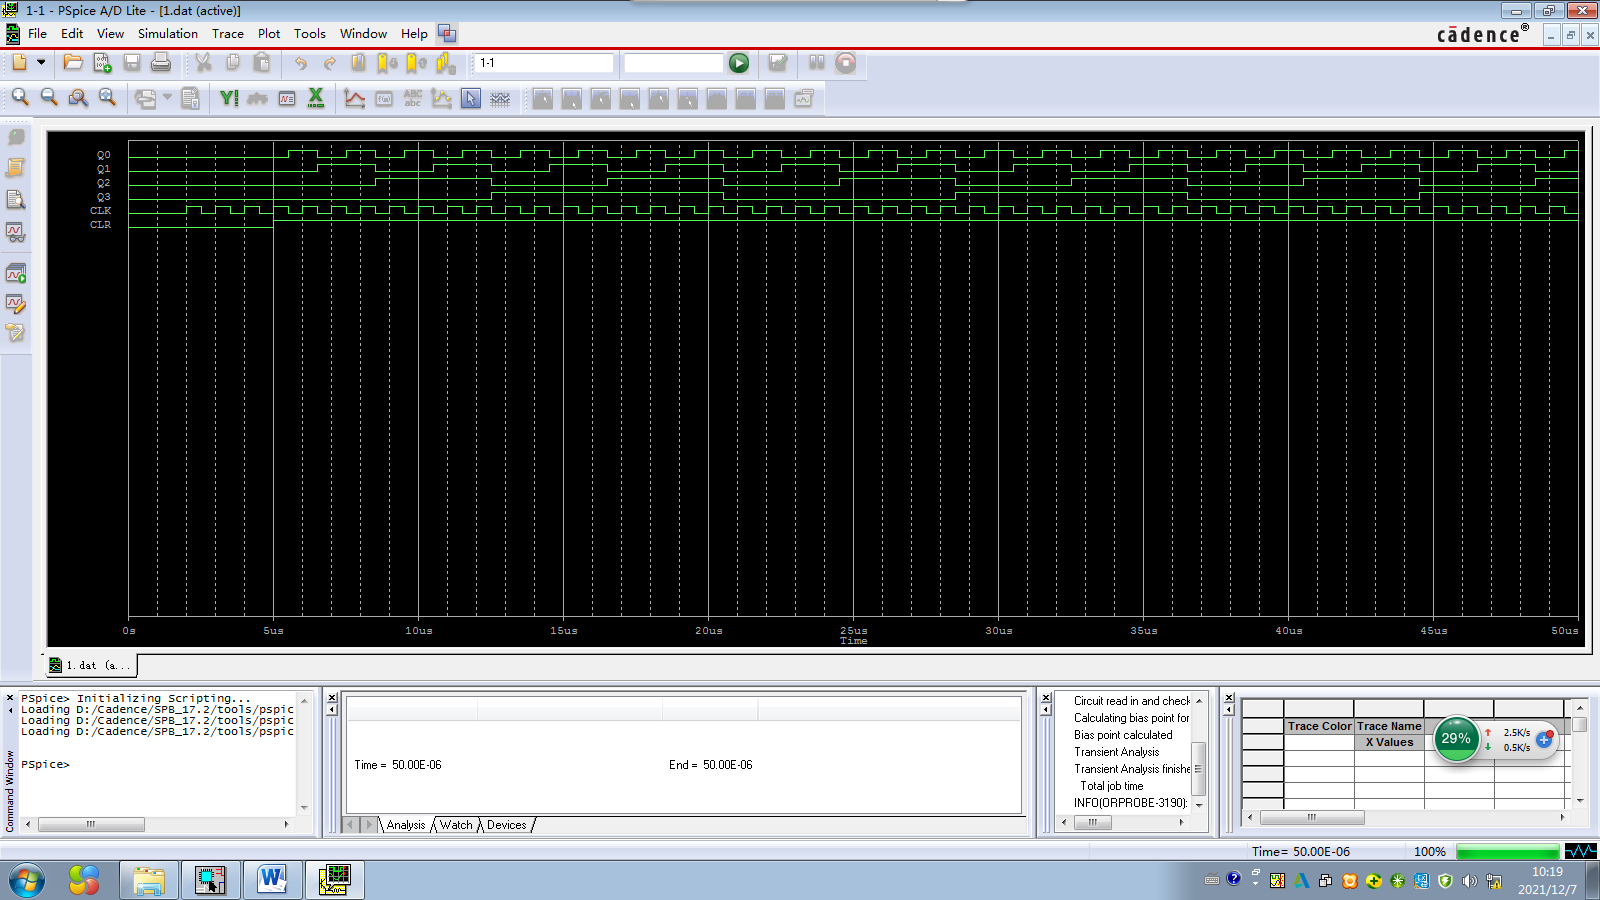 1-1 - PSpice A/D Lite - [1.dat (active)]
File Edit View Simulation Trace Plot Tools Window Help
cādence®
1-1
Q0
Q1
Q2
Q3
CLK
CLR
0s 5us 10us 15us 20us 25us 30us 35us 40us 45us 50us
Time
1.dat (a...
Command Window
PSpice> Initializing Scripting...
Loading D:/Cadence/SPB_17.2/tools/pspic
Loading D:/Cadence/SPB_17.2/tools/pspic
Loading D:/Cadence/SPB_17.2/tools/pspic
PSpice>
Time = 50.00E-06 End = 50.00E-06
Analysis Watch Devices
Circuit read in and check
Calculating bias point for
Bias point calculated
Transient Analysis
Transient Analysis finishe
Total job time
INFO(ORPROBE-3190):
Trace Color Trace Name
X Values
29%
2.5K/s
0.5K/s
Time= 50.00E-06 100%
10:19
2021/12/7